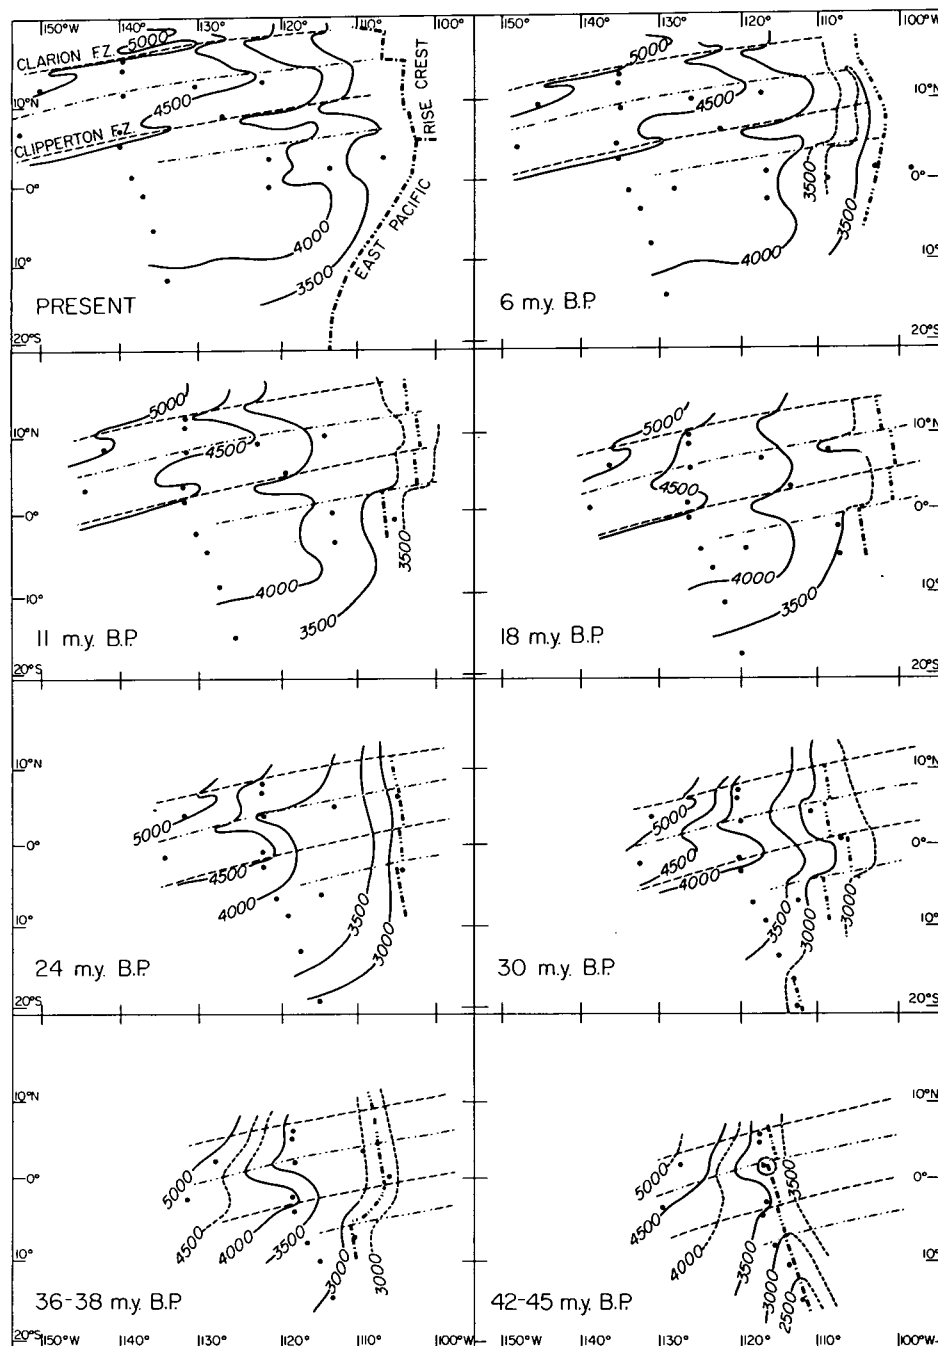 150°W 140° 130° 120° 110° 100°
CLARION F.Z.
5000
10°N
4500
CLIPPERTON F.Z.
RISE CREST
0°
EAST PACIFIC
4000
10°
3500
PRESENT
20°S
150° 140° 130° 120° 110° 100°W
5000
10°N
4500
3500
3500
0°
4000
10°
6 m.y. B.P.
20°S
5000
10°N
4500
0°
3500
4000
10°
3500
11 m.y. B.P.
20°S
5000
10°N
4500
0°
4000
10°
3500
18 m.y. B.P.
20°S
10°N
5000
0°
4500
4000
10°
3500
3000
24 m.y. B.P.
20°S
10°N
5000
0°
4500
4000
3500
3000
3000
10°
30 m.y. B.P.
20°S
10°N
5000
0°
4500
4000
3500
3000
3000
10°
36-38 m.y. B.P.
20°S
150°W 140° 130° 120° 110° 100°W
10°N
5000
3500
0°
4500
4000
3500
3000
2500
10°
42-45 m.y. B.P.
20°S
150°W 140° 130° 120° 110° 100°W